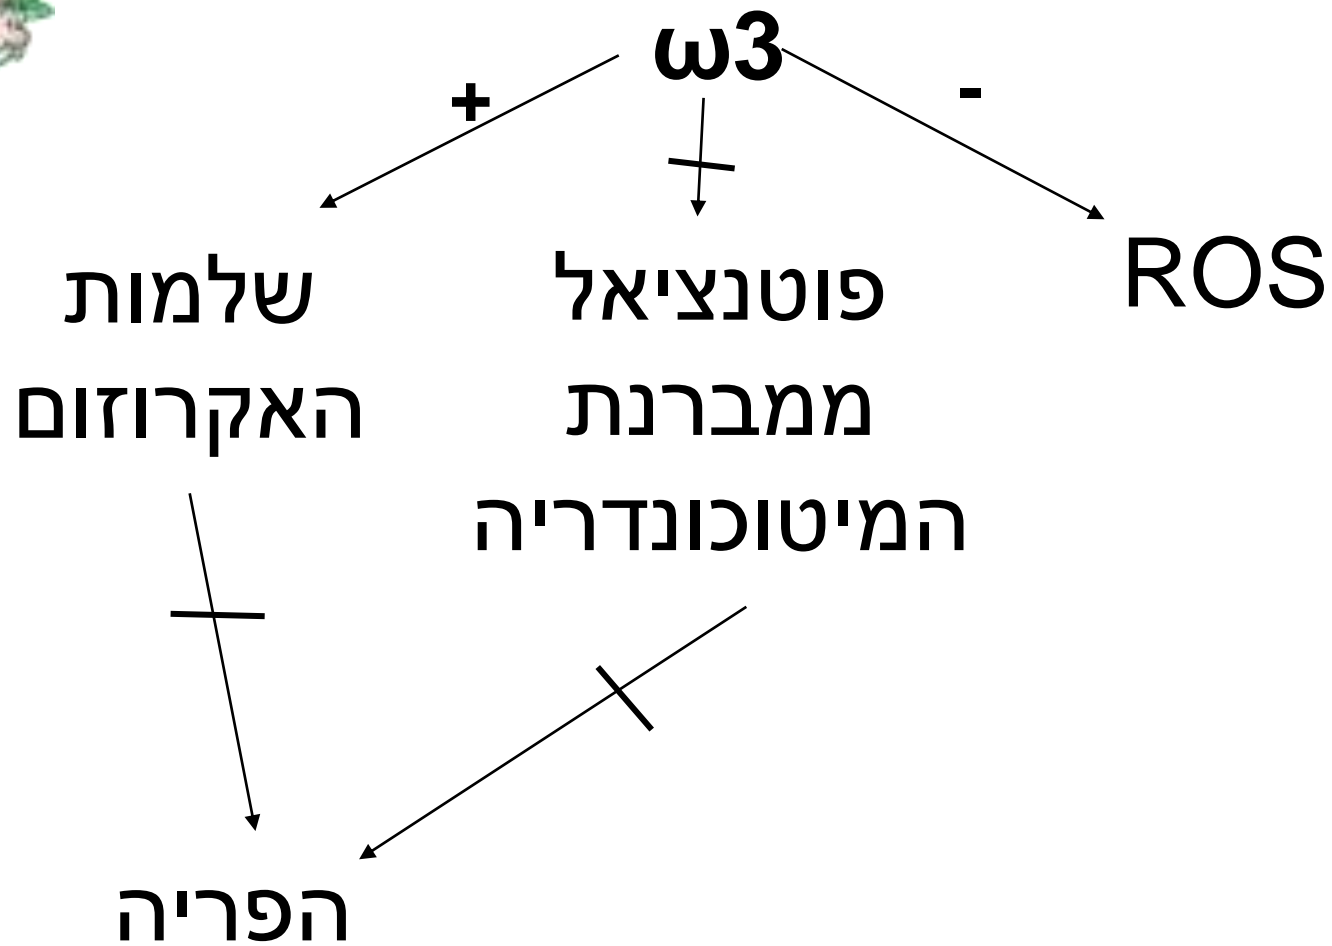 ω3
+
-
ROS
פוטנציאל
ממברנת
המיטוכונדריה
שלמות
האקרוזום
הפריה